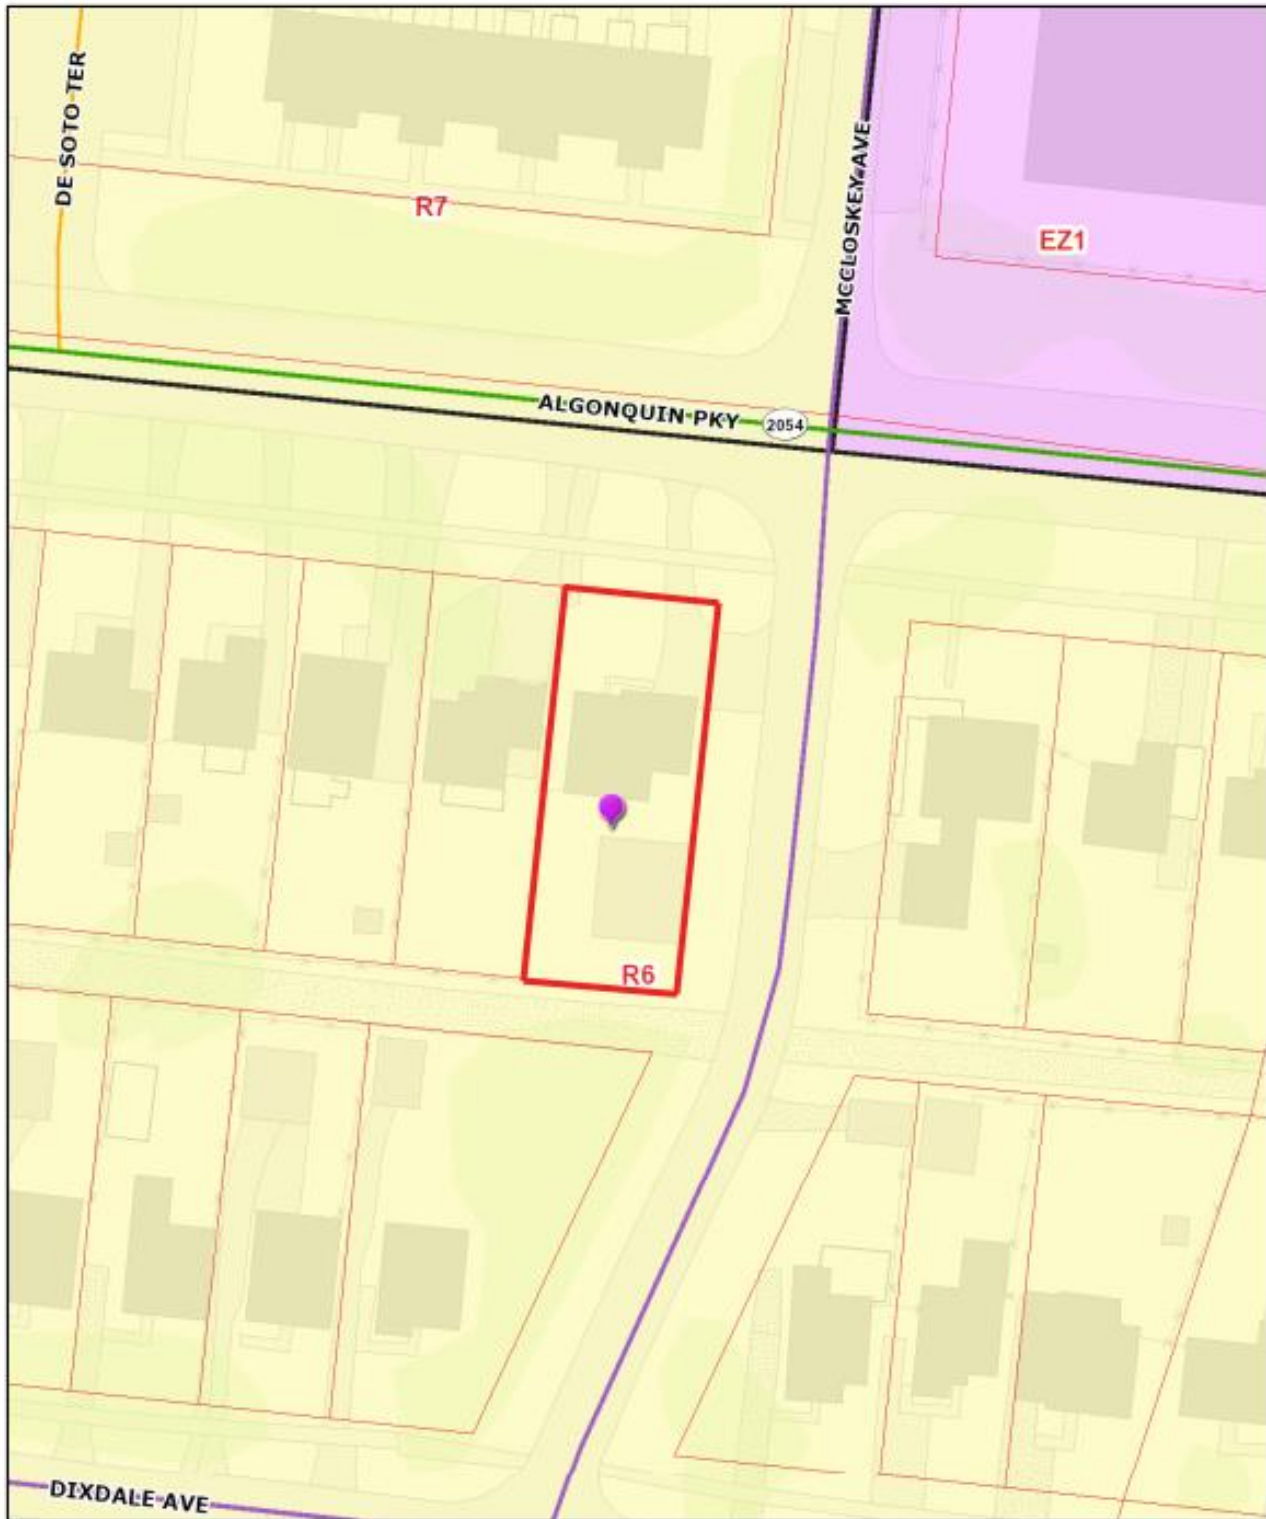 DE SOTO TER
MCCLOSKEY AVE
R7
EZ1
ALGONQUIN PKY
2054
R6
DIXDALE AVE